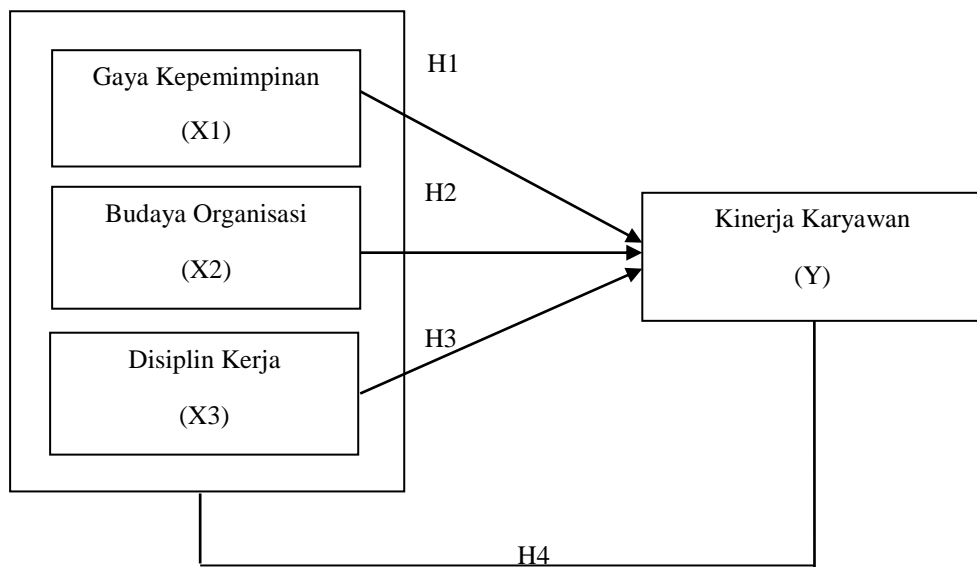 Gaya Kepemimpinan
(X1)
H1
Budaya Organisasi
(X2)
H2
Disiplin Kerja
(X3)
H3
Kinerja Karyawan
(Y)
H4